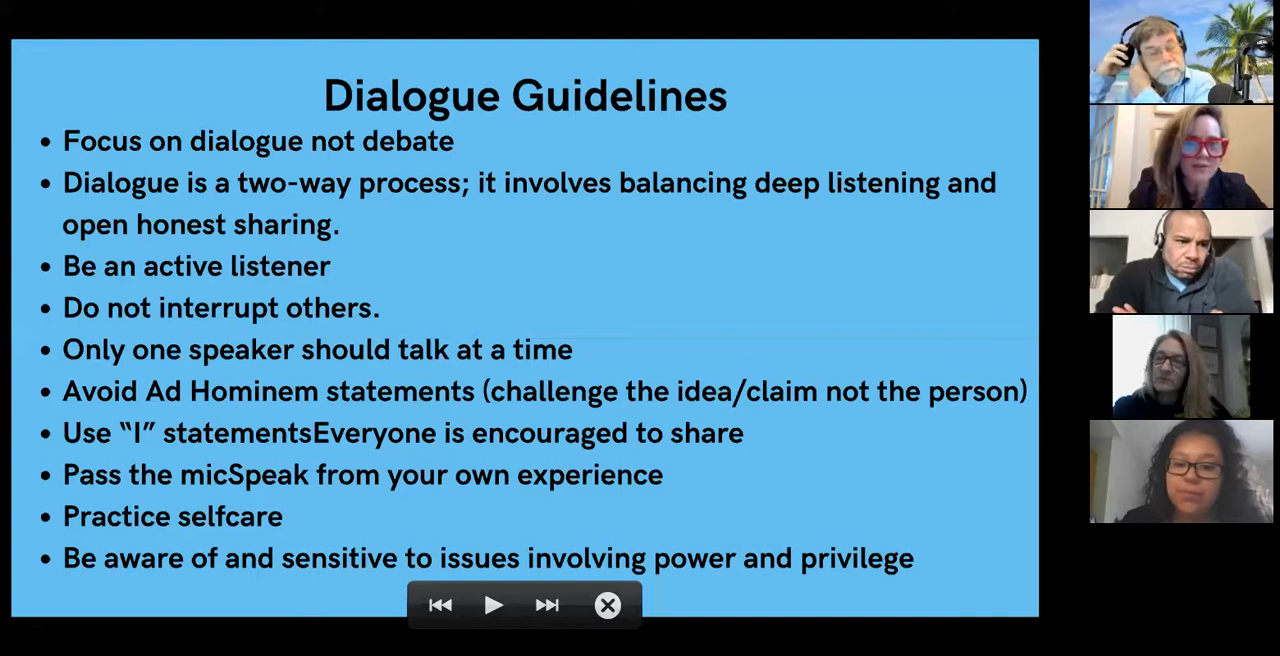 Dialogue Guidelines
• Focus on dialogue not debate
• Dialogue is a two-way process; it involves balancing deep listening and
open honest sharing.
• Be an active listener
• Do not interrupt others.
• Only one speaker should talk at a time
• Avoid Ad Hominem statements (challenge the idea/claim not the person)
• Use “I” statementsEveryone is encouraged to share
• Pass the micSpeak from your own experience
• Practice selfcare
• Be aware of and sensitive to issues involving power and privilege